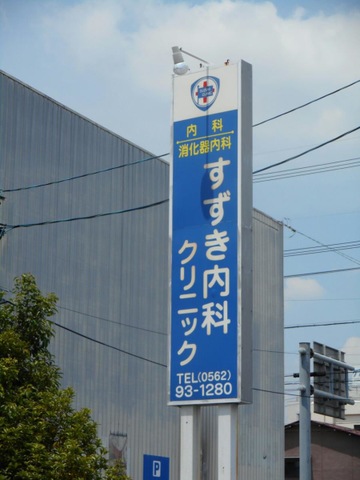 内科
消化器内科
すずき内科
クリニック
TEL(0562)
93-1280
P